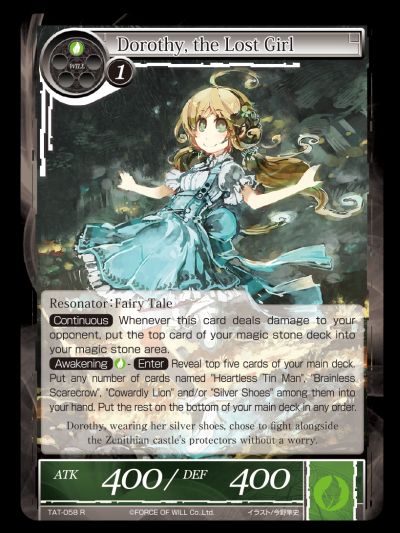 Dorothy, the Lost Girl
WILL
1
Resonator : Fairy Tale
Continuous Whenever this card deals damage to your
opponent, put the top card of your magic stone deck into
your magic stone area.
Awakening - Enter Reveal top five cards of your main deck.
Put any number of cards named "Heartless Tin Man", "Brainless
Scarecrow", "Cowardly Lion" and/or "Silver Shoes" among them into
your hand. Put the rest on the bottom of your main deck in any order.
Dorothy, wearing her silver shoes, chose to fight alongside
the Zenithian castle's protectors without a worry.
ATK 400 / DEF 400
TAT-058 R ©FORCE OF WILL Co.,Ltd. イラスト/今野隼史